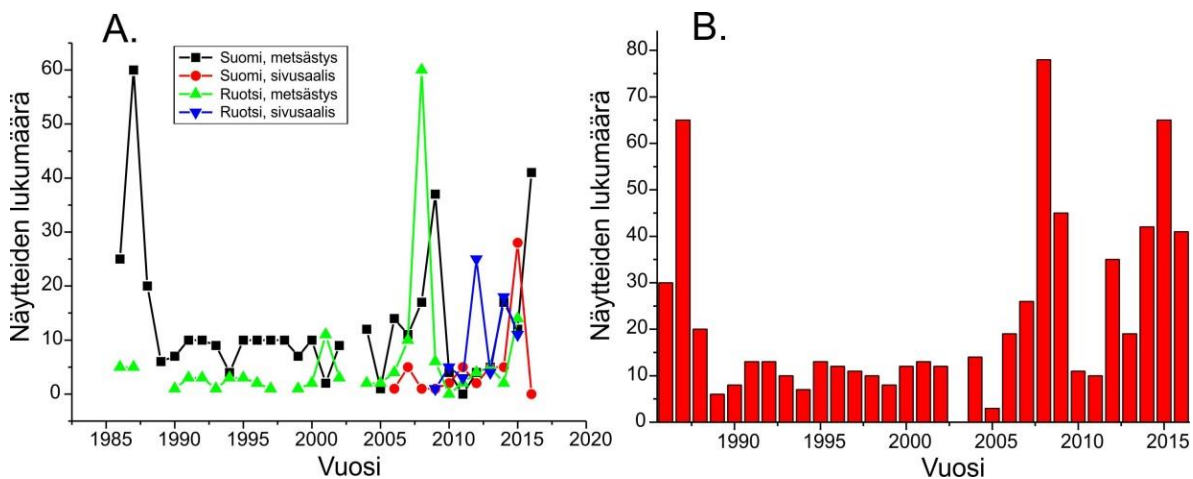 A.
Suomi, metsästys
Suomi, sivusaalis
Ruotsi, metsästys
Ruotsi, sivusaalis
Näytteiden lukumäärä
60
50
40
30
20
10
0
1985 1990 1995 2000 2005 2010 2015 2020
Vuosi
B.
Näytteiden lukumäärä
80
70
60
50
40
30
20
10
0
1990 1995 2000 2005 2010 2015
Vuosi